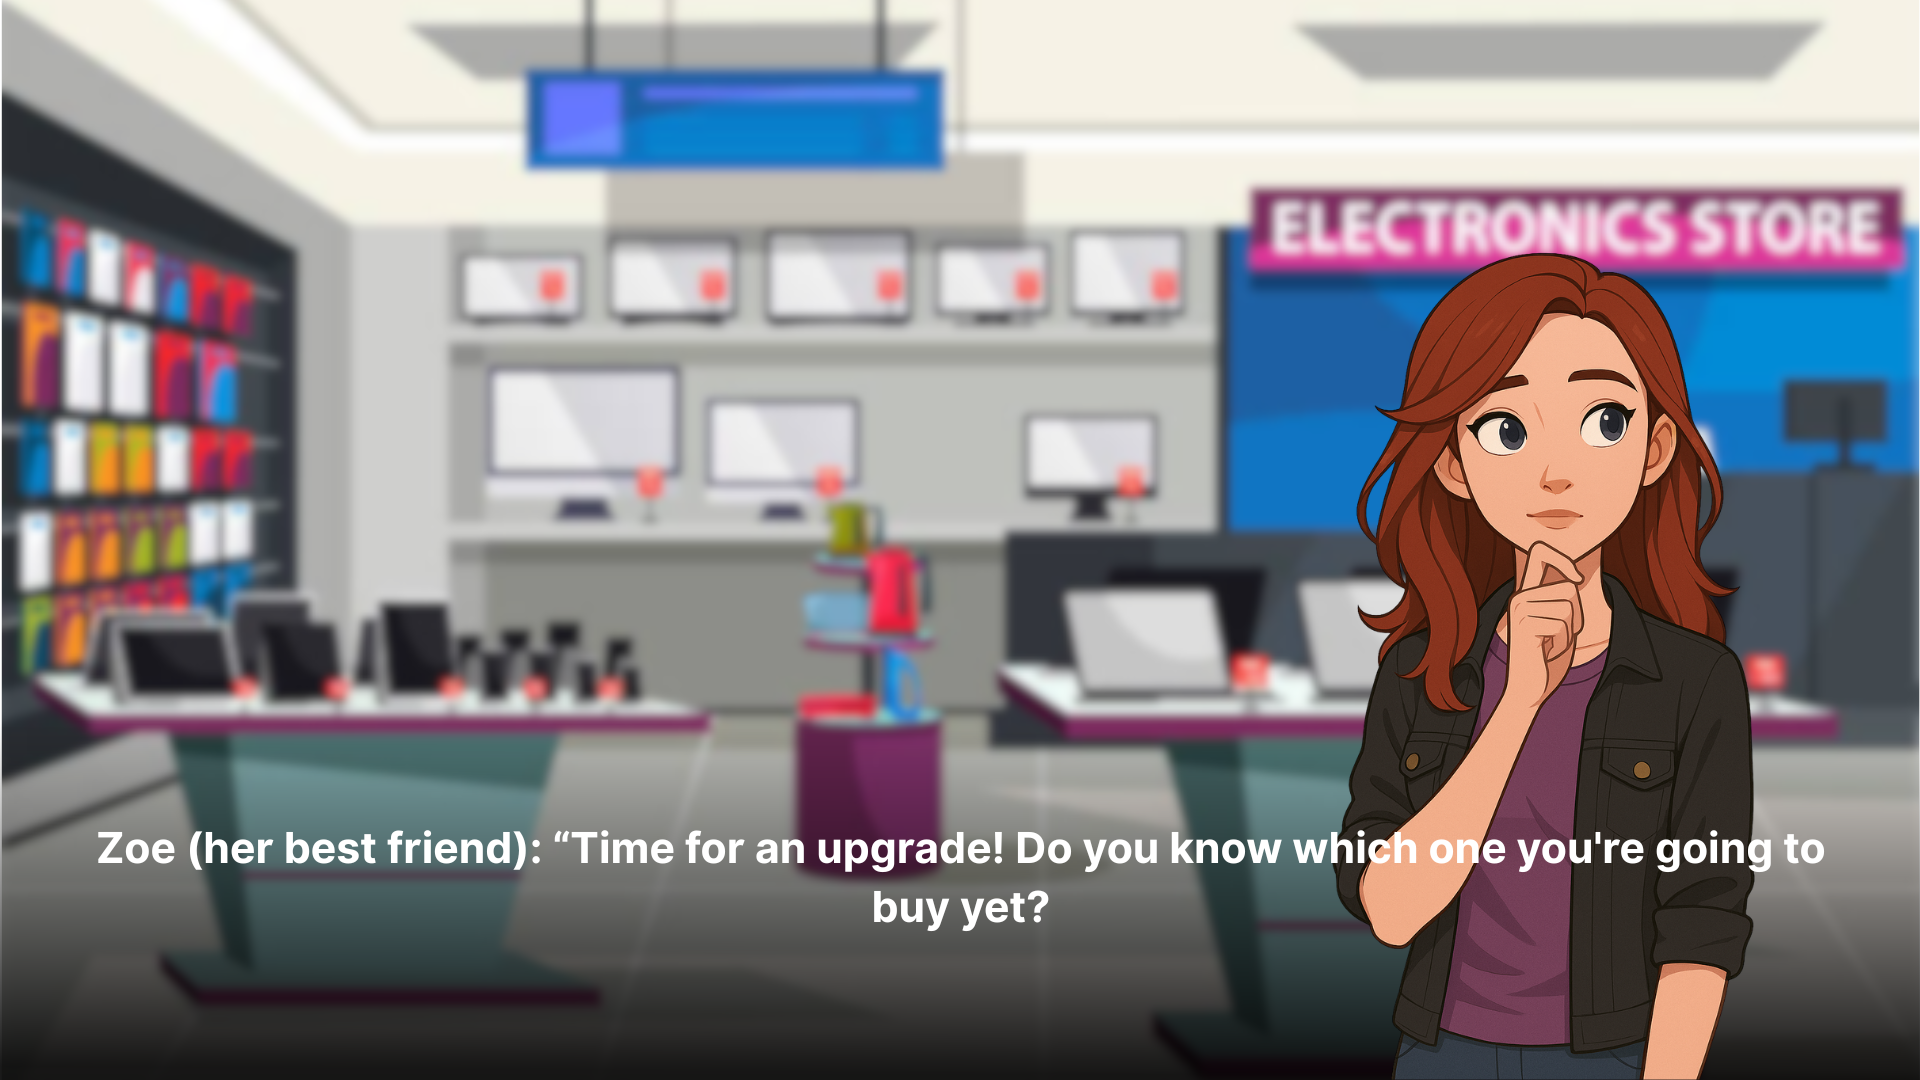 ELECTRONICS STORE
Zoe (her best friend): “Time for an upgrade! Do you know which one you're going to
buy yet?